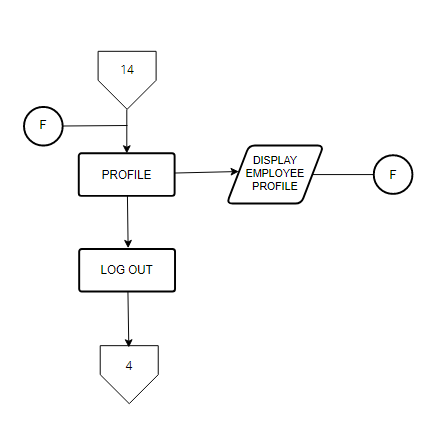 14
F
PROFILE
DISPLAY
EMPLOYEE
PROFILE
F
LOG OUT
4